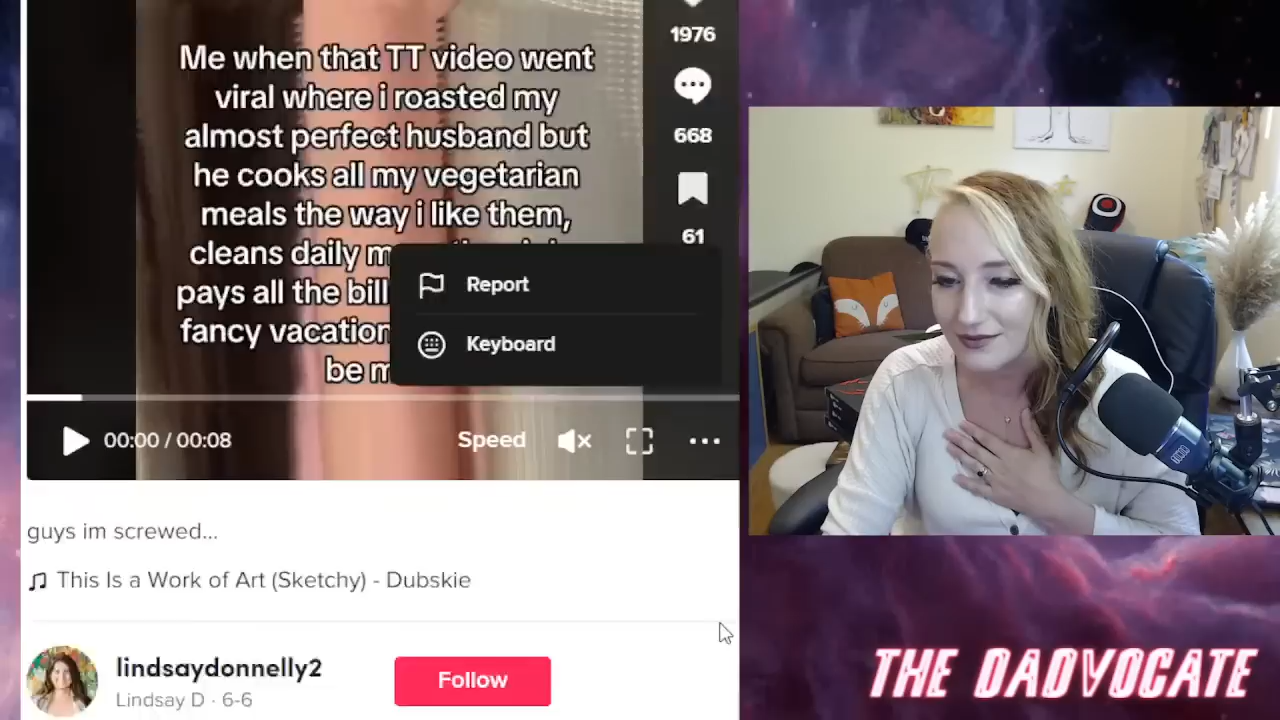 Me when that TT video went
viral where i roasted my
almost perfect husband but
he cooks all my vegetarian
meals the way i like them,
cleans daily
pays all the bill
fancy vacation
be
1976
668
61
Report
Keyboard
00:00 / 00:08
Speed
guys im screwed...
This Is a Work of Art (Sketchy) - Dubskie
lindsaydonnelly2
Lindsay D · 6-6
Follow
THE DADVOCATE